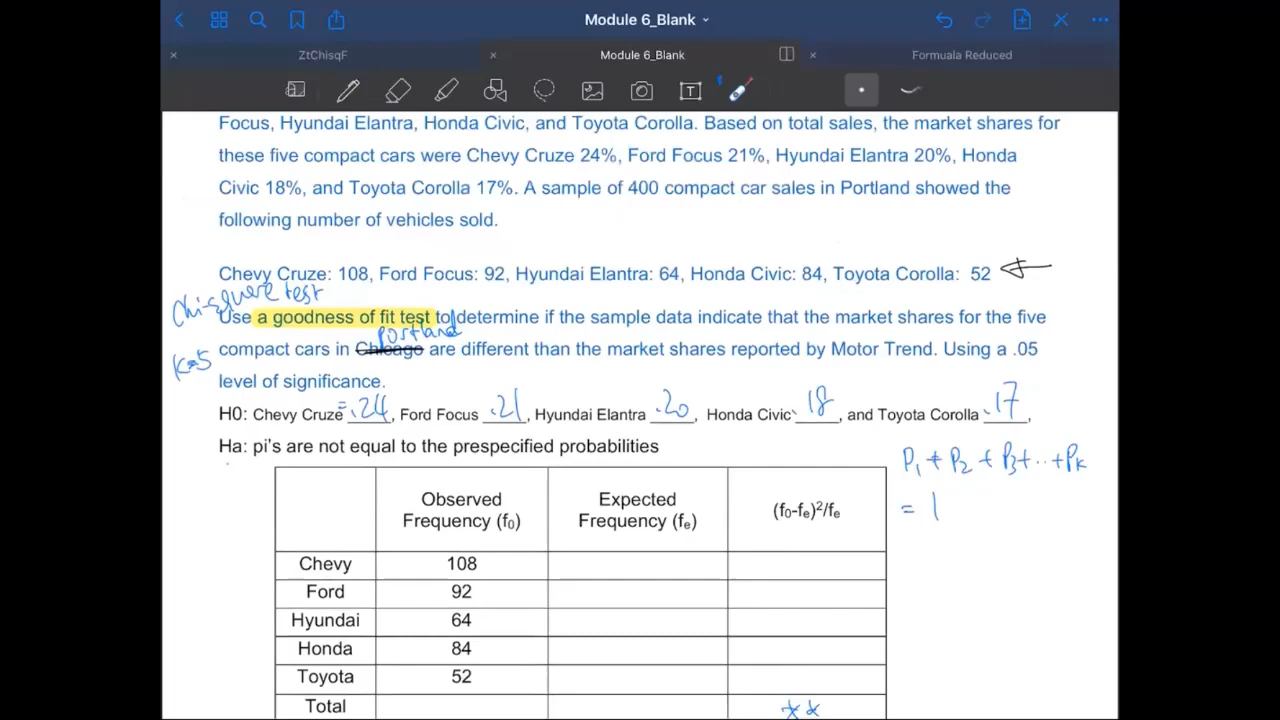 Module 6_Blank
ZtChisqF
Module 6_Blank
Formuala Reduced
Focus, Hyundai Elantra, Honda Civic, and Toyota Corolla. Based on total sales, the market shares for
these five compact cars were Chevy Cruze 24%, Ford Focus 21%, Hyundai Elantra 20%, Honda
Civic 18%, and Toyota Corolla 17%. A sample of 400 compact car sales in Portland showed the
following number of vehicles sold.
Chevy Cruze: 108, Ford Focus: 92, Hyundai Elantra: 64, Honda Civic: 84, Toyota Corolla: 52
Chi-square test
Use a goodness of fit test to determine if the sample data indicate that the market shares for the five
Portland
K=5
compact cars in Chicago are different than the market shares reported by Motor Trend. Using a .05
level of significance.
H0: Chevy Cruze =.24, Ford Focus .21, Hyundai Elantra .20, Honda Civic .18, and Toyota Corolla .17,
Ha: pi's are not equal to the prespecified probabilities
P1 + P2 + P3 + .. + PK
= 1
Observed Frequency (f0) Expected Frequency (fe) (f0-fe)²/fe
Chevy 108
Ford 92
Hyundai 64
Honda 84
Toyota 52
Total **